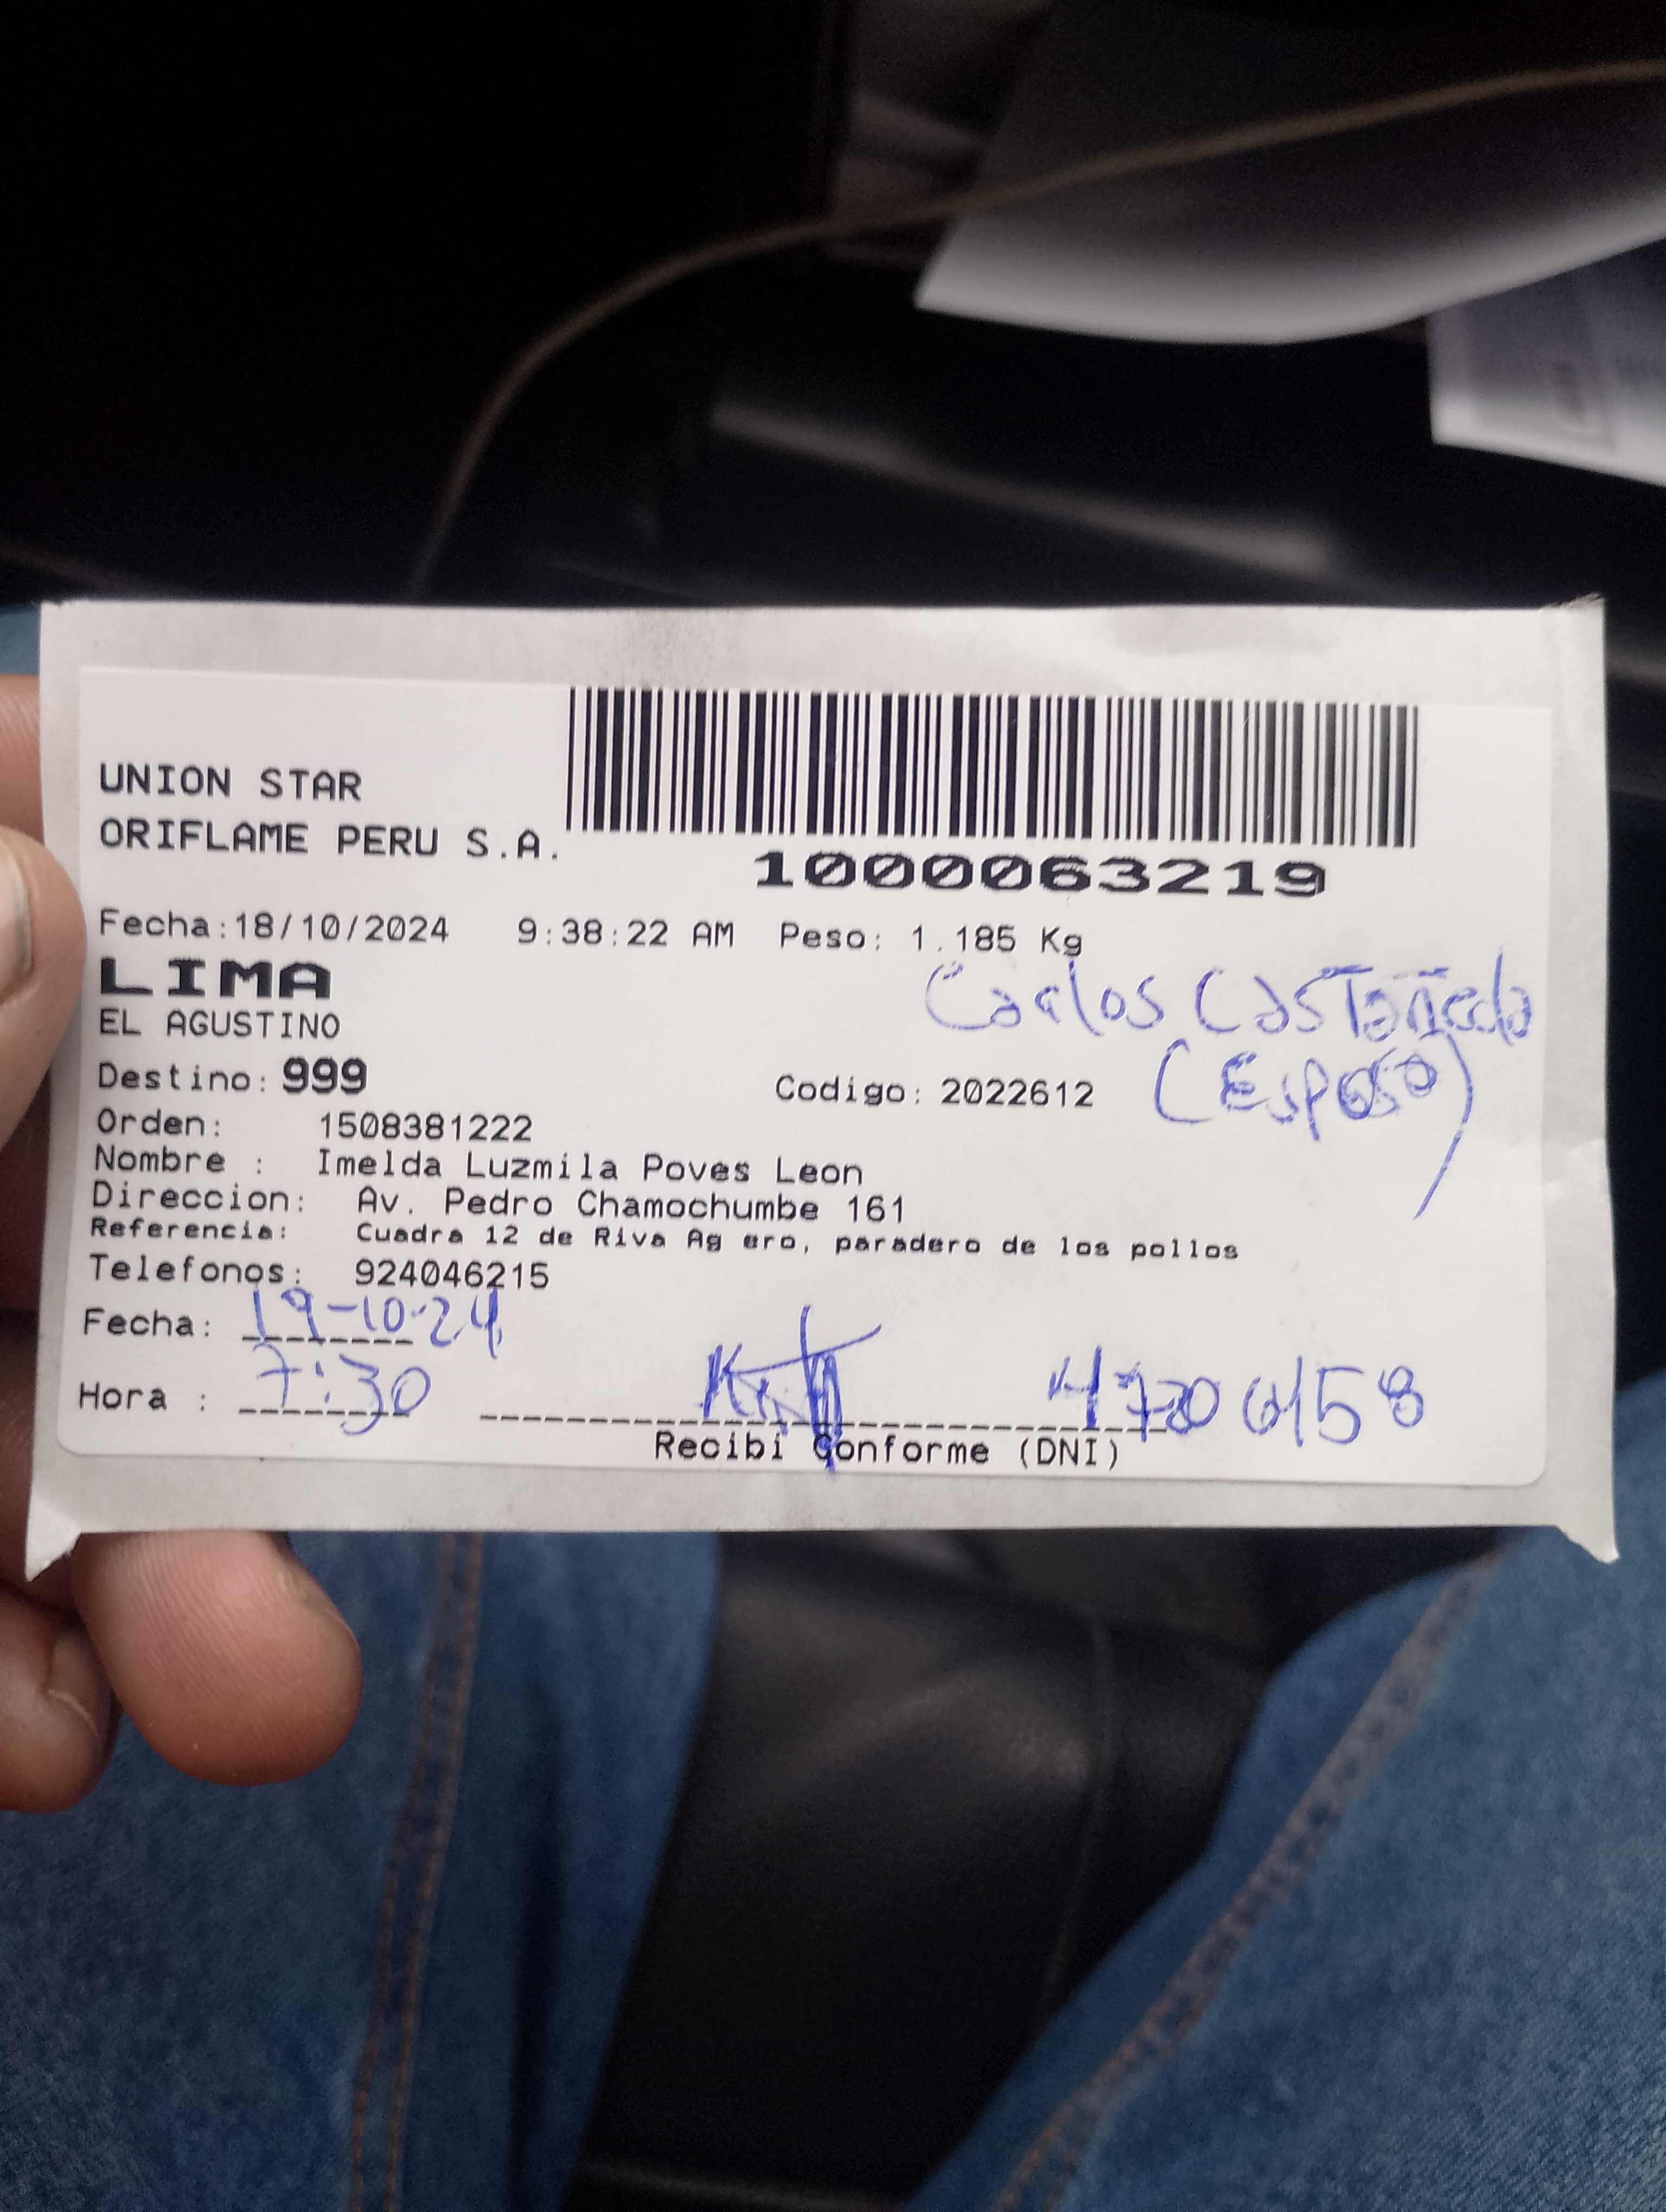 UNION STAR
ORIFLAME PERU S.A.
1000063219
Fecha:18/10/2024 9:38:22 AM Peso: 1.185 Kg
LIMA
EL AGUSTINO
Carlos Castañeda
(Esposo)
Destino: 999 Codigo: 2022612
Orden: 1508381222
Nombre : Imelda Luzmila Poves Leon
Direccion: Av. Pedro Chamochumbe 161
Referencia: Cuadra 12 de Riva Ag ero, paradero de los pollos
Telefonos: 924046215
Fecha: 19-10-24
Hora : 7:30
Recibi Conforme (DNI)